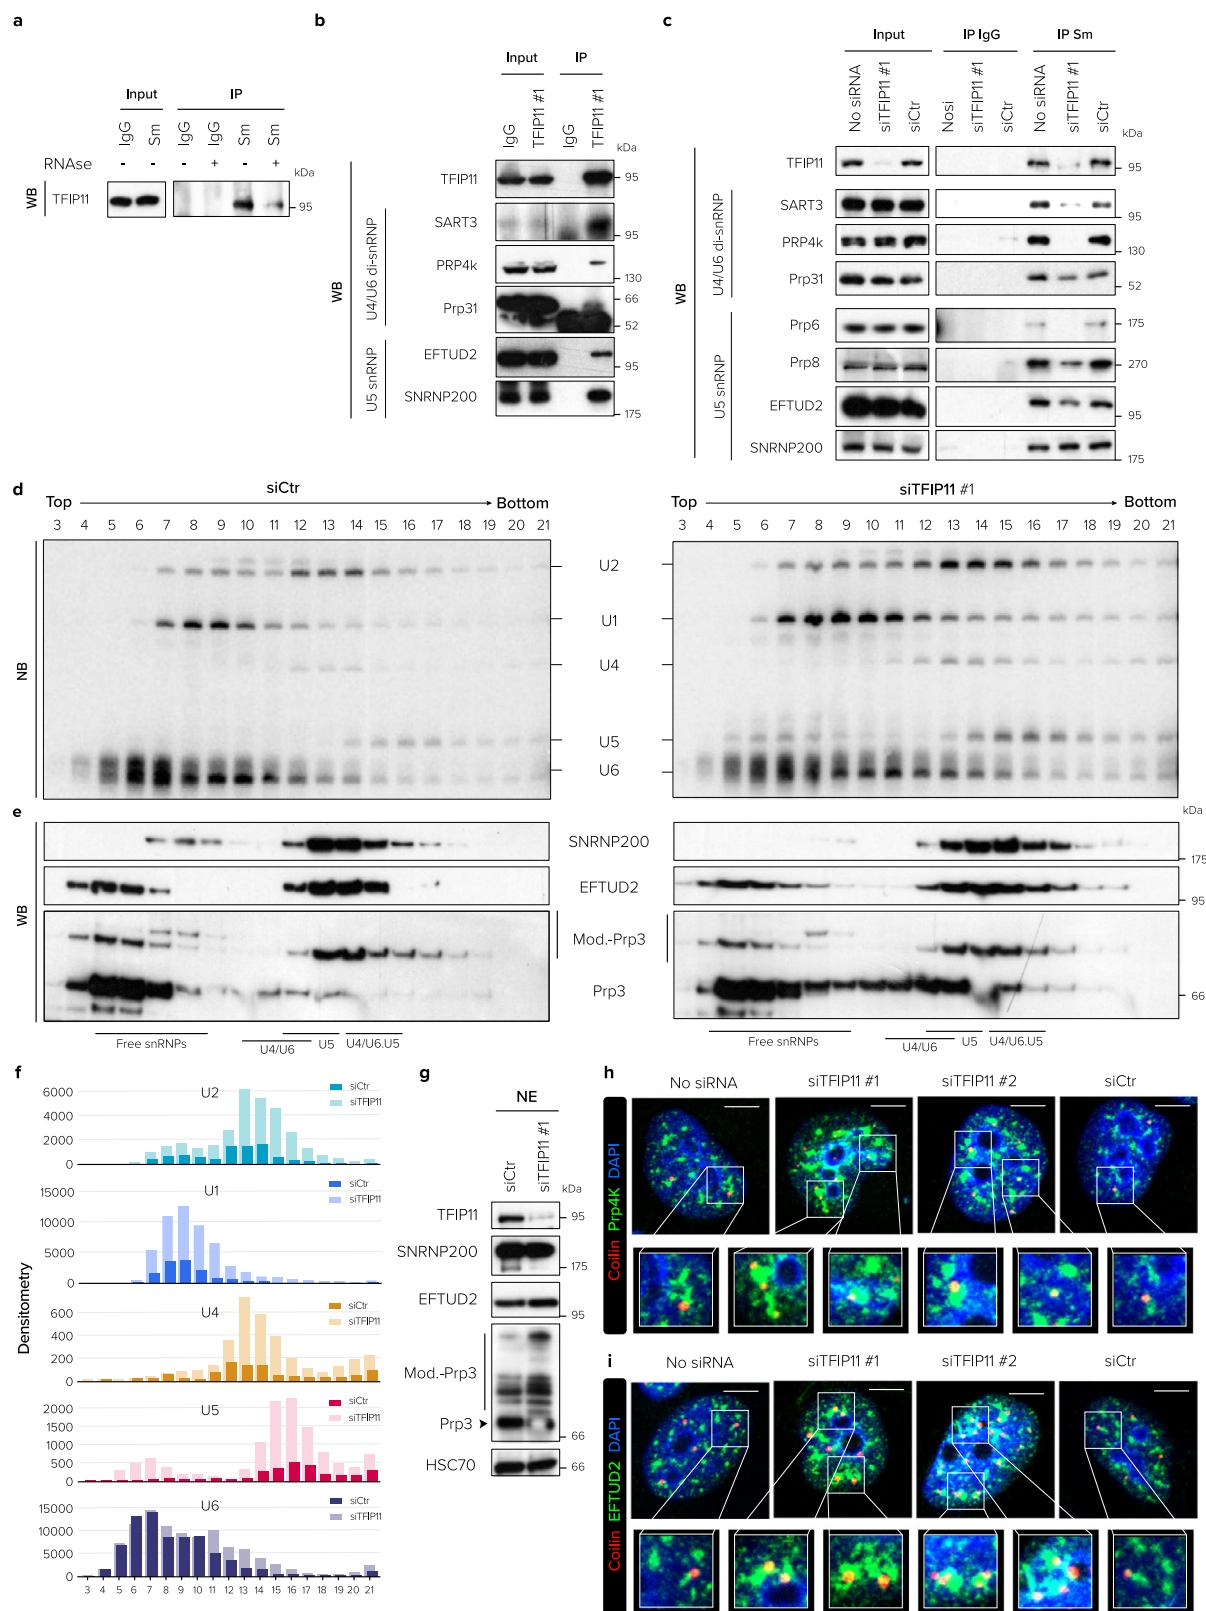 a
Input
IP
IgG
Sm
IgG
IgG
Sm
Sm
RNAse
- - - + - +
kDa
WB
TFIP11
95
b
Input
IP
IgG
TFIP11 #1
IgG
TFIP11 #1
kDa
WB
U4/U6 di-snRNP
U5 snRNP
TFIP11
95
SART3
95
PRP4k
130
Prp31
66
52
EFTUD2
95
SNRNP200
175
c
Input
IP IgG
IP Sm
No siRNA
siTFIP11 #1
siCtr
Nosi
siTFIP11 #1
siCtr
No siRNA
siTFIP11 #1
siCtr
kDa
WB
U4/U6 di-snRNP
U5 snRNP
TFIP11
95
SART3
95
PRP4k
130
Prp31
52
Prp6
175
Prp8
270
EFTUD2
95
SNRNP200
175
d
siCtr
Top
Bottom
3 4 5 6 7 8 9 10 11 12 13 14 15 16 17 18 19 20 21
siTFIP11 #1
Top
Bottom
3 4 5 6 7 8 9 10 11 12 13 14 15 16 17 18 19 20 21
NB
U2
U1
U4
U5
U6
e
kDa
WB
SNRNP200
175
EFTUD2
95
Mod.-Prp3
Prp3
66
Free snRNPs
U4/U6
U5
U4/U6.U5
Free snRNPs
U4/U6
U5
U4/U6.U5
f
Densitometry
U2
siCtr
siTFIP11
6000
4000
2000
0
U1
siCtr
siTFIP11
15000
10000
5000
0
U4
siCtr
siTFIP11
600
400
200
0
U5
siCtr
siTFIP11
2000
1500
1000
500
0
U6
siCtr
siTFIP11
15000
10000
5000
0
3 4 5 6 7 8 9 10 11 12 13 14 15 16 17 18 19 20 21
g
NE
siCtr
siTFIP11 #1
kDa
TFIP11
95
SNRNP200
175
EFTUD2
95
Mod.-Prp3
Prp3
66
HSC70
66
h
No siRNA
siTFIP11 #1
siTFIP11 #2
siCtr
Coilin Prp4K DAPI
i
No siRNA
siTFIP11 #1
siTFIP11 #2
siCtr
Coilin EFTUD2 DAPI